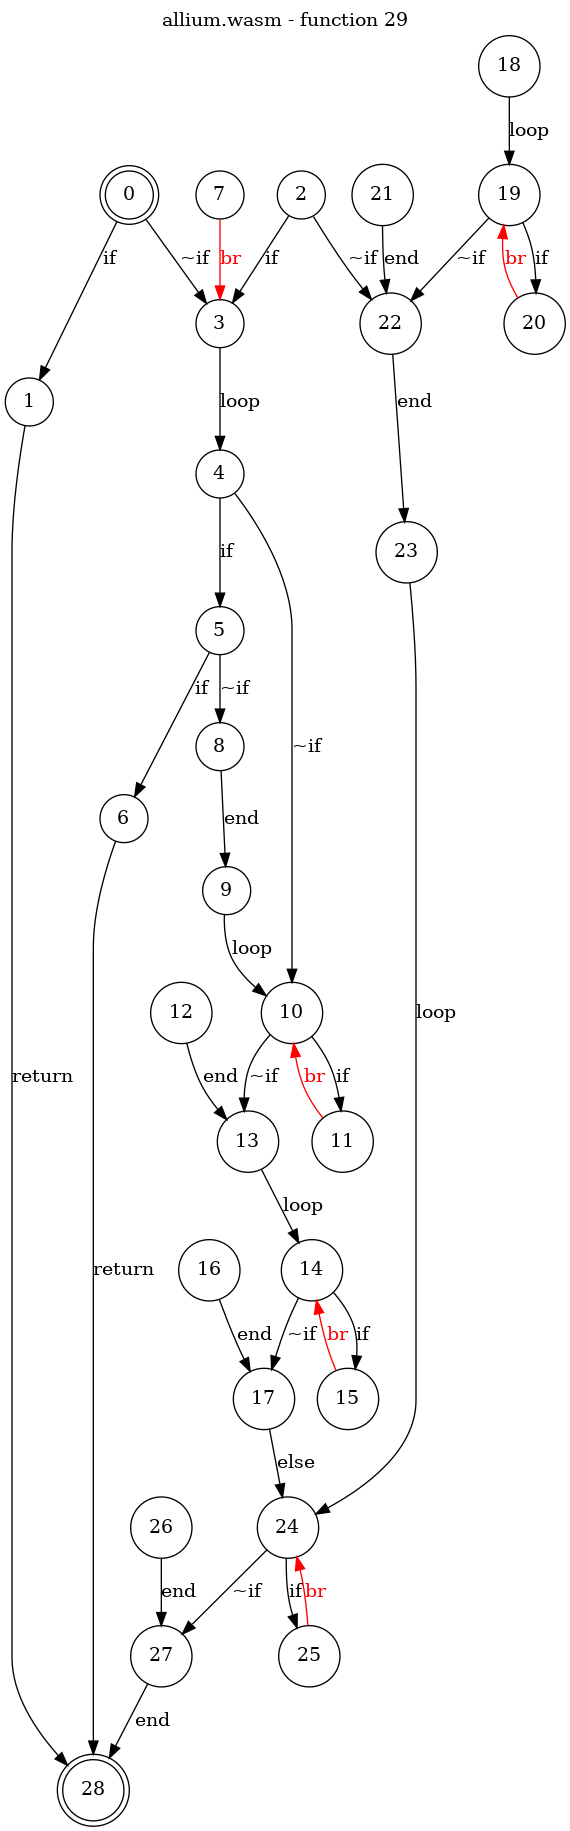 allium.wasm - function 29
18
loop
0
7
2
21
19
if
~if
br
if
~if
end
~if
br
if
3
22
20
1
loop
end
4
23
if
5
~if
if
~if
8
6
end
9
loop
12
10
loop
return
end
~if
br
if
13
11
loop
return
16
14
end
~if
br
if
17
15
else
26
24
end
~if
if
br
27
25
end
28